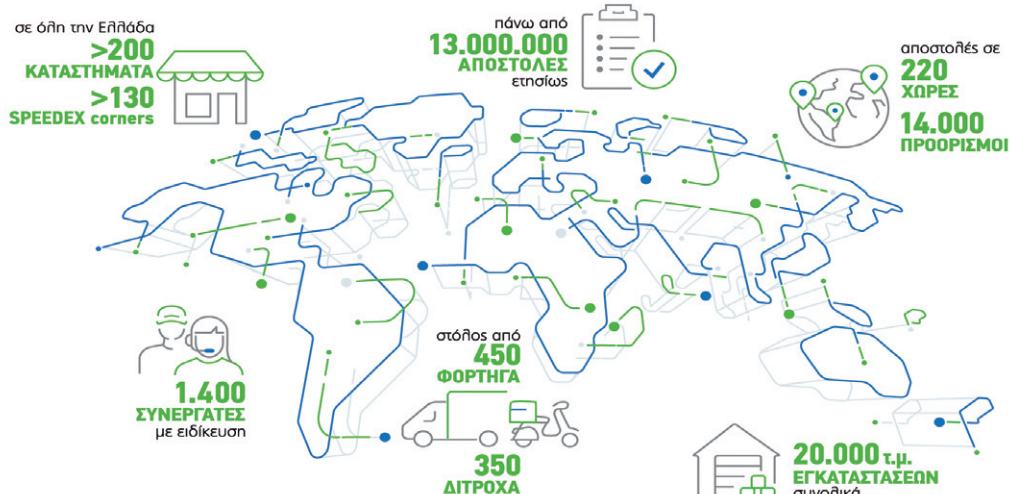 σε όλη την Ελλάδα
>200
ΚΑΤΑΣΤΗΜΑΤΑ
>130
SPEEDEX corners
πάνω από
13.000.000
ΑΠΟΣΤΟΛΕΣ
ετησίως
αποστολές σε
220
ΧΩΡΕΣ
14.000
ΠΡΟΟΡΙΣΜΟΙ
1.400
ΣΥΝΕΡΓΑΤΕΣ
με ειδίκευση
στόλος από
450
ΦΟΡΤΗΓΑ
350
ΔΙΤΡΟΧΑ
20.000 τ.μ.
ΕΓΚΑΤΑΣΤΑΣΕΩΝ
συνολικά